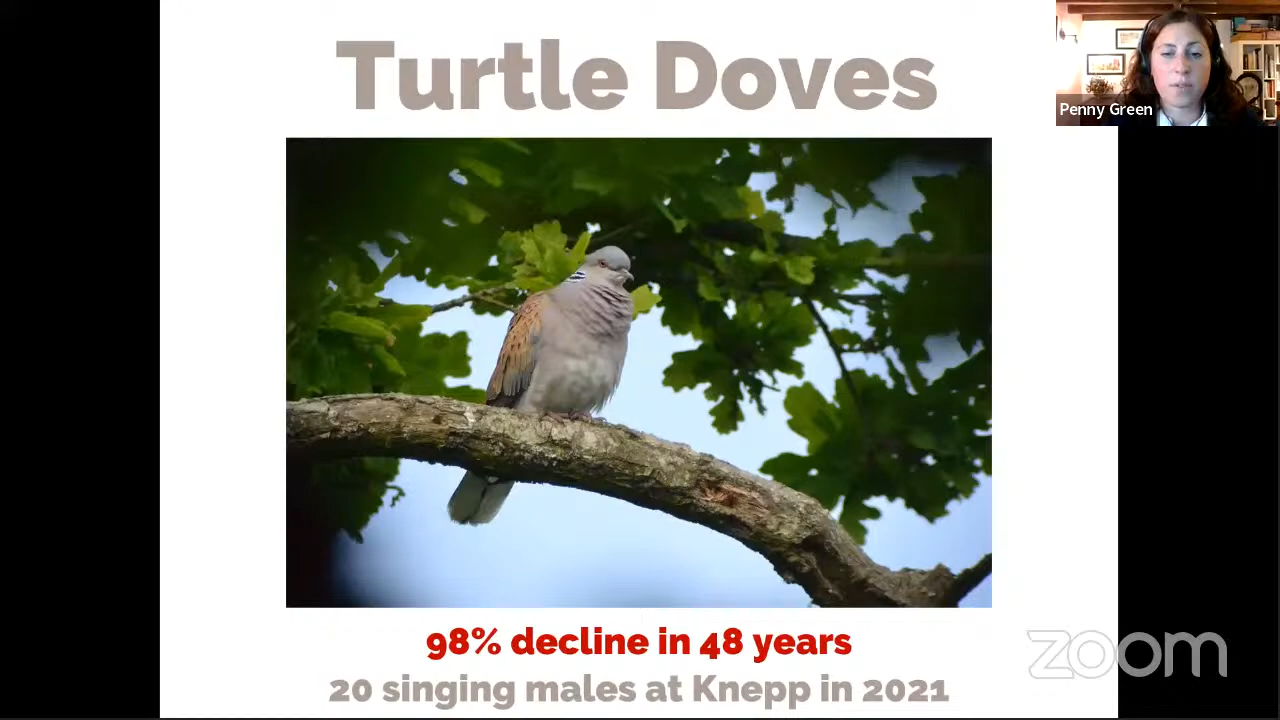 Turtle Doves
Penny Green
98% decline in 48 years
20 singing males at Knepp in 2021
zoom